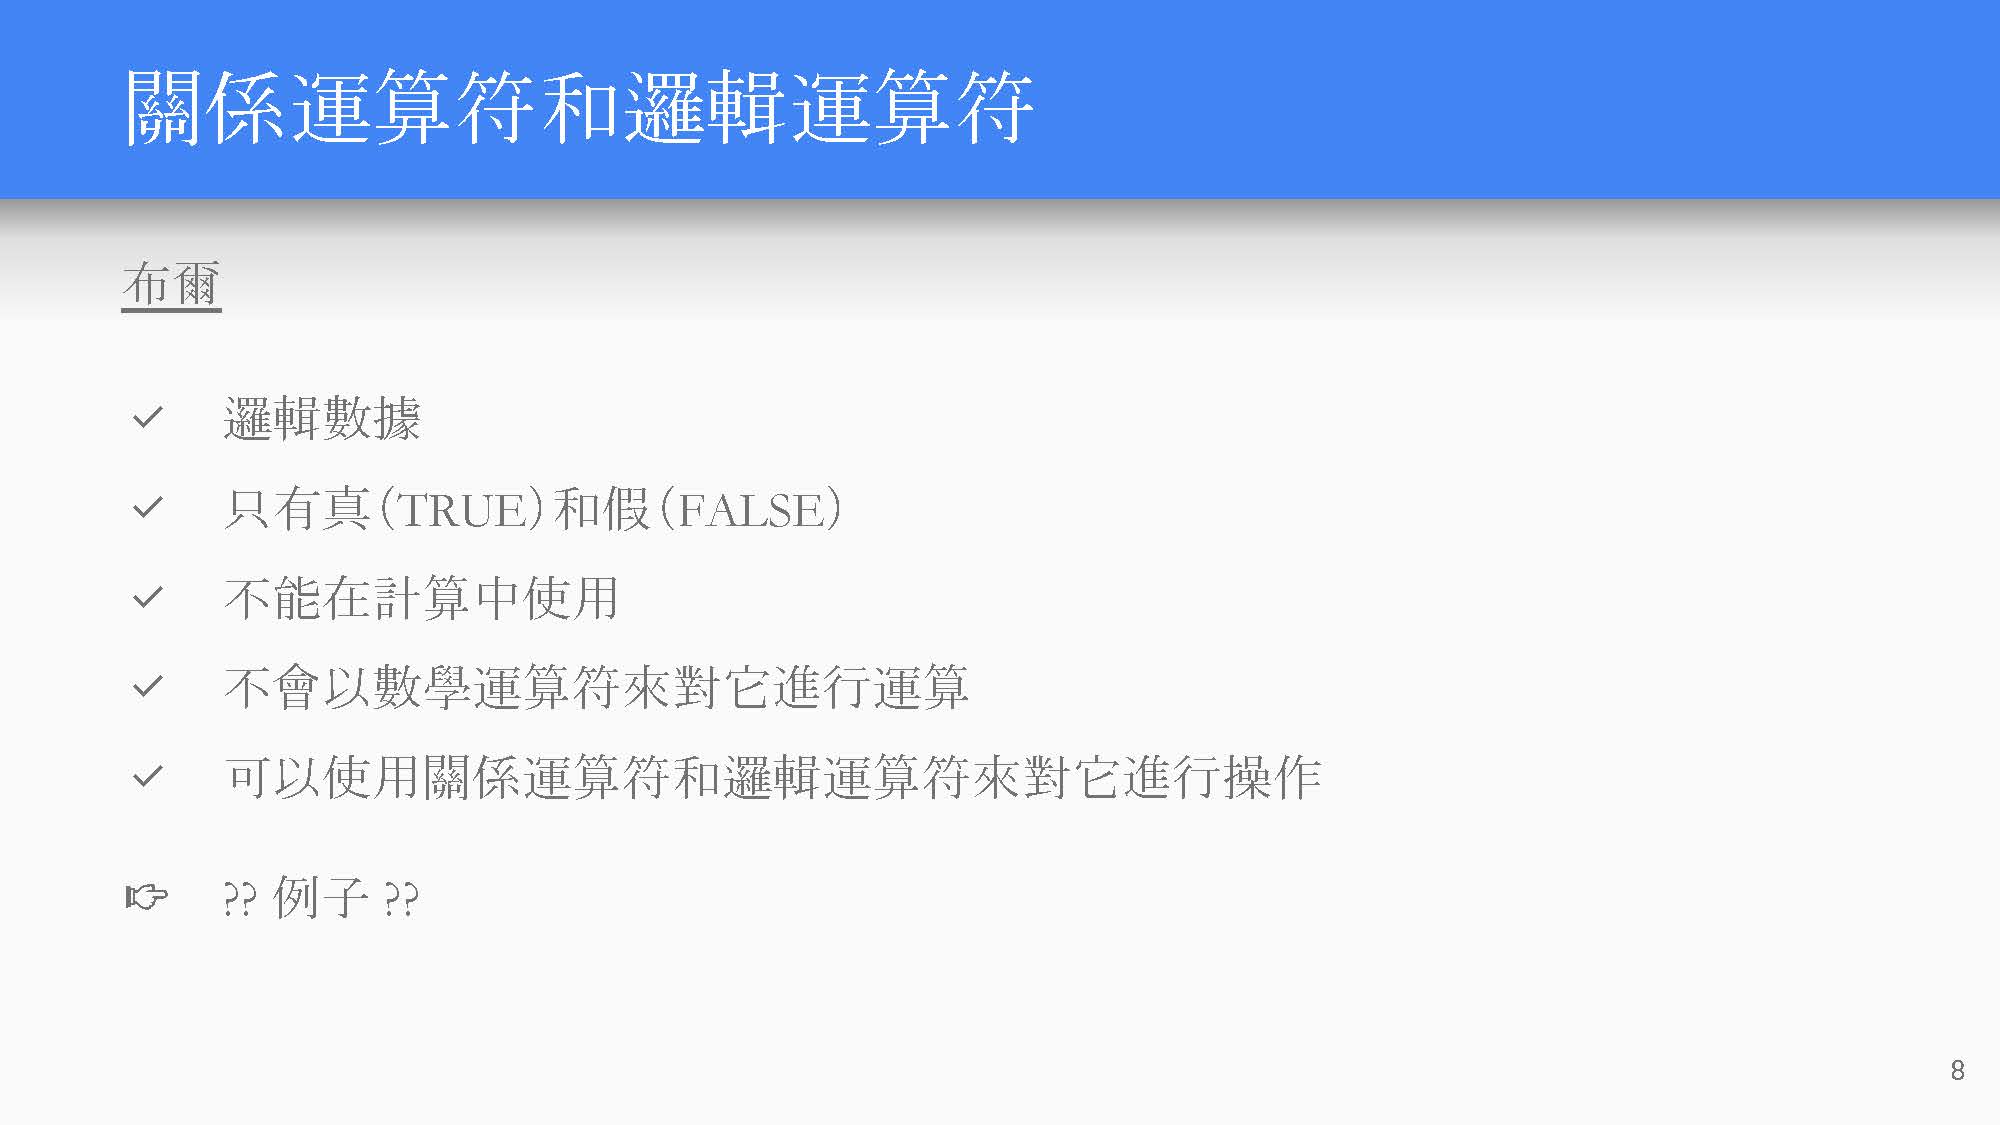 關係運算符和邏輯運算符
布爾
✓ 邏輯數據
✓ 只有真(TRUE)和假(FALSE)
✓ 不能在計算中使用
✓ 不會以數學運算符來對它進行運算
✓ 可以使用關係運算符和邏輯運算符來對它進行操作
☞ ?? 例子 ??
8